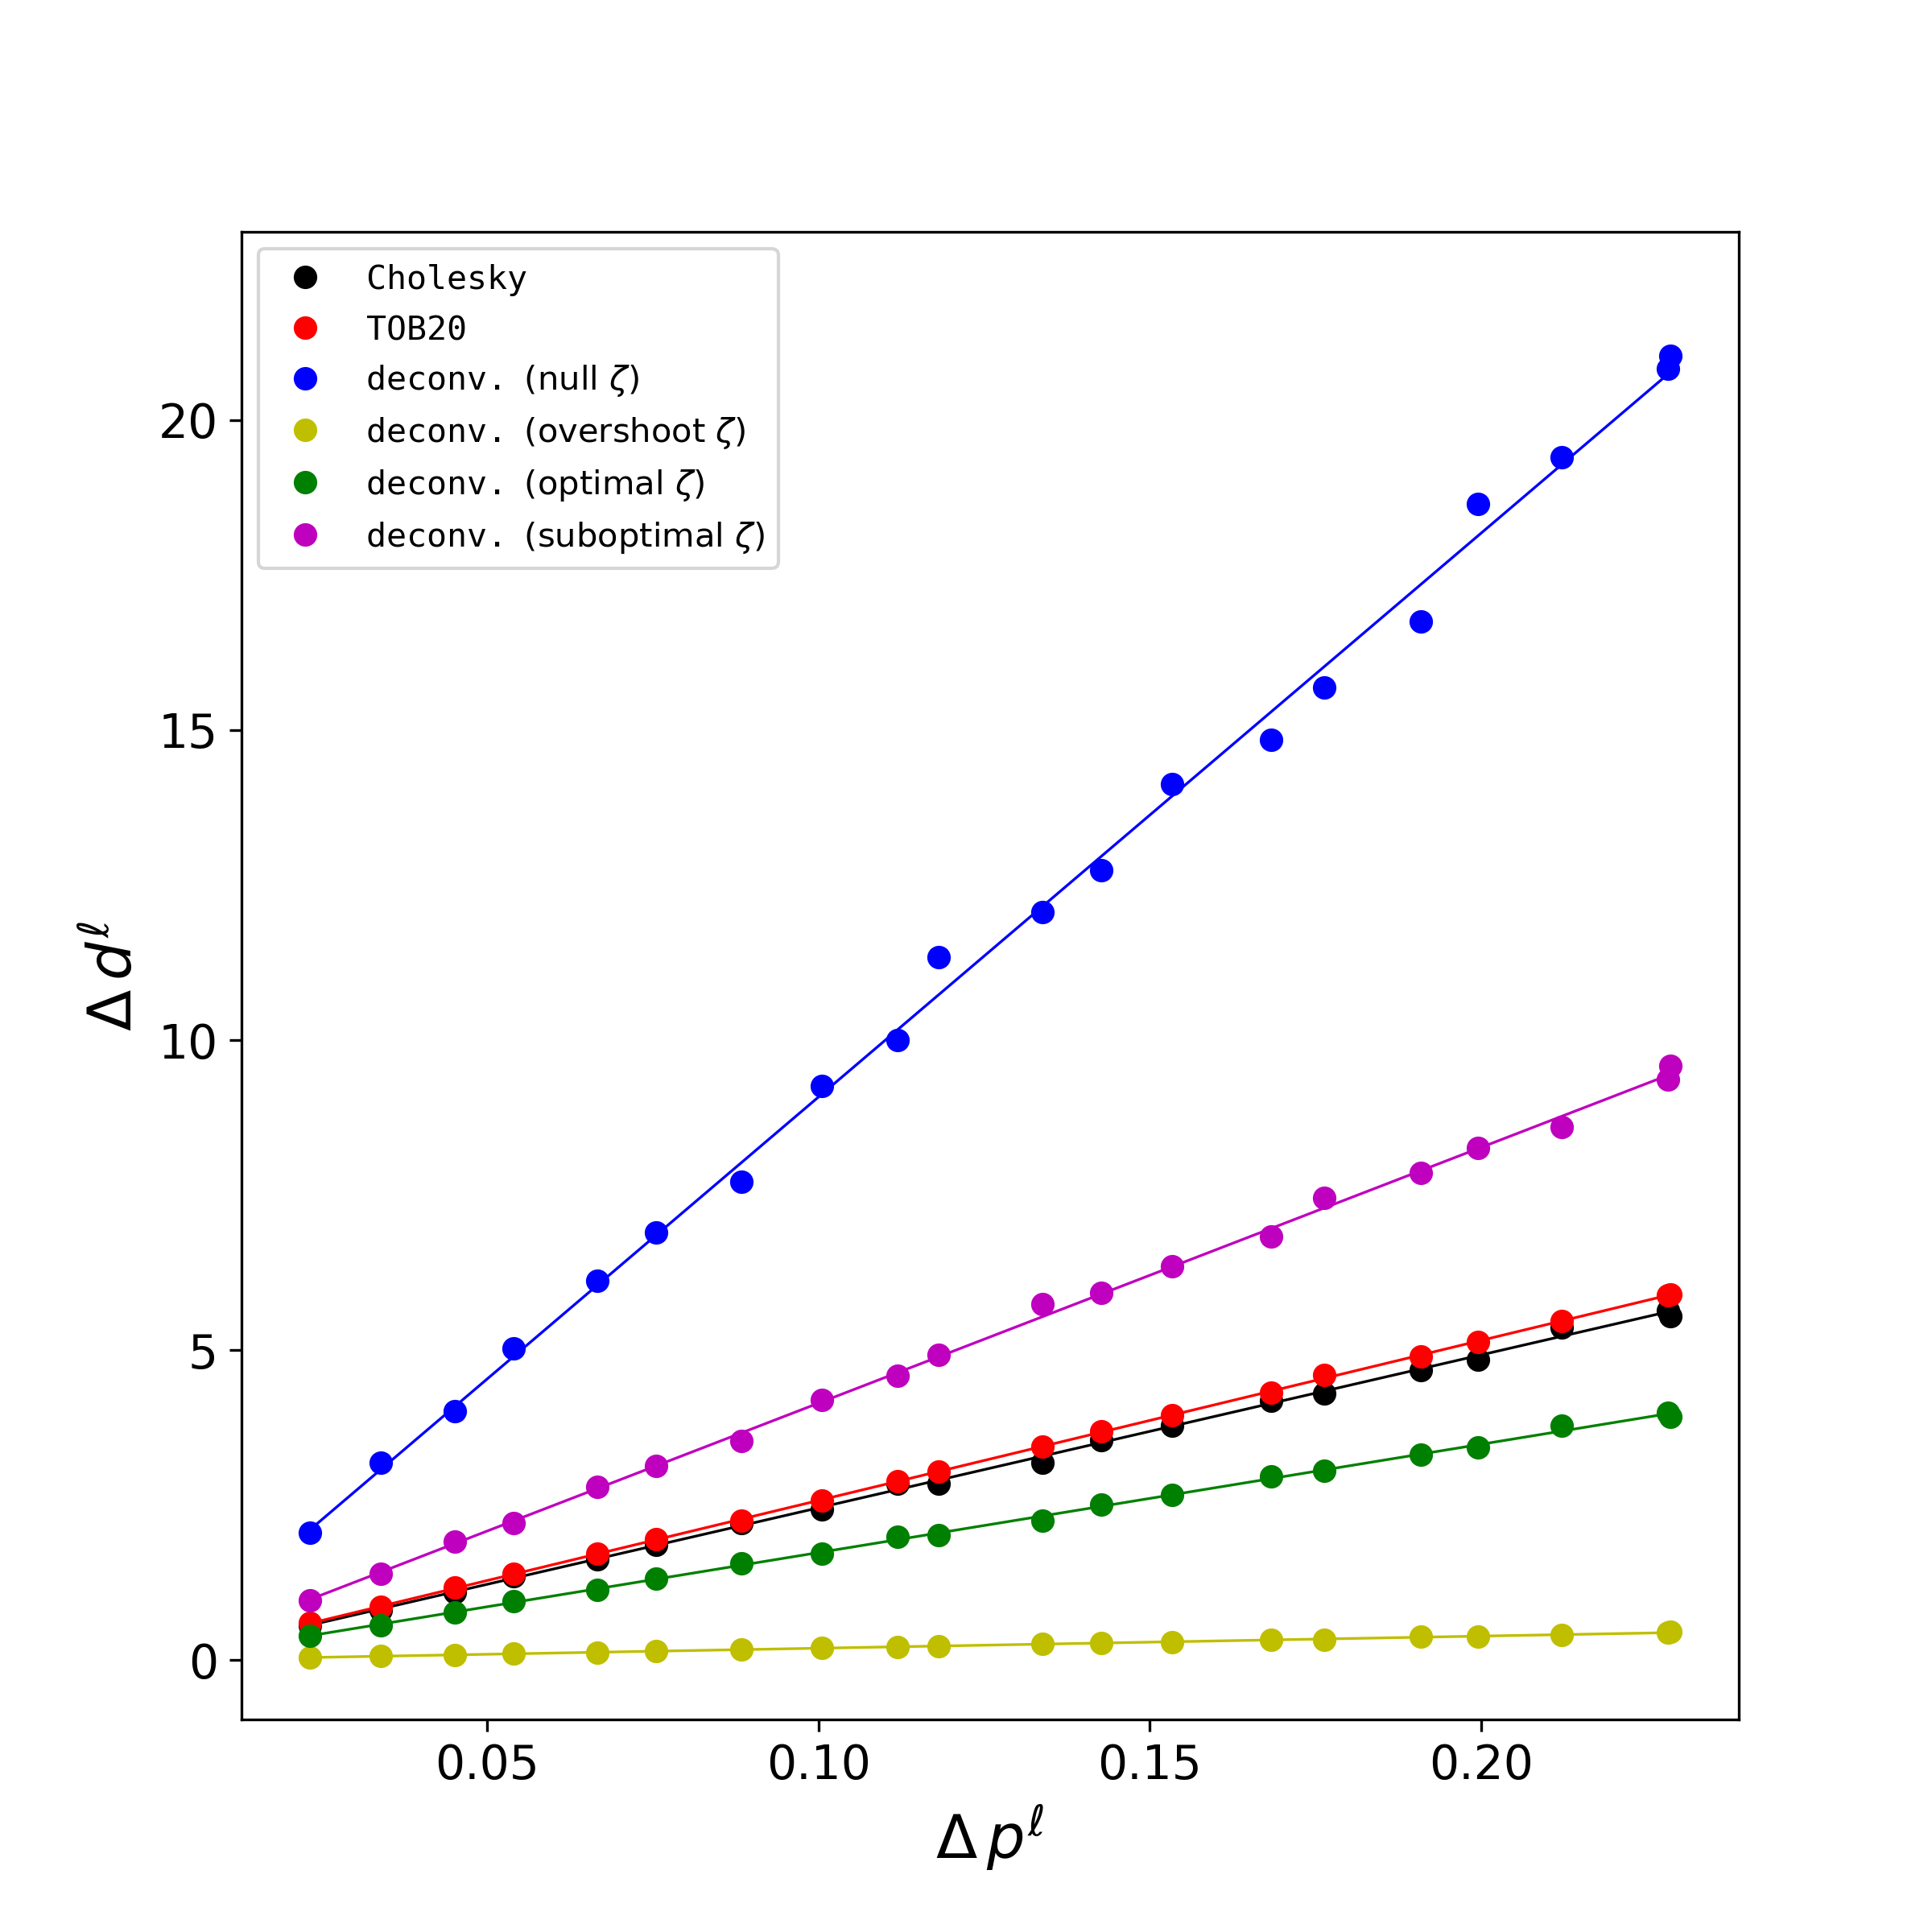 Cholesky
TOB20
deconv. (null ζ)
deconv. (overshoot ζ)
deconv. (optimal ζ)
deconv. (suboptimal ζ)
20
15
10
5
0
Δ d^ℓ
0.05 0.10 0.15 0.20
Δ p^ℓ